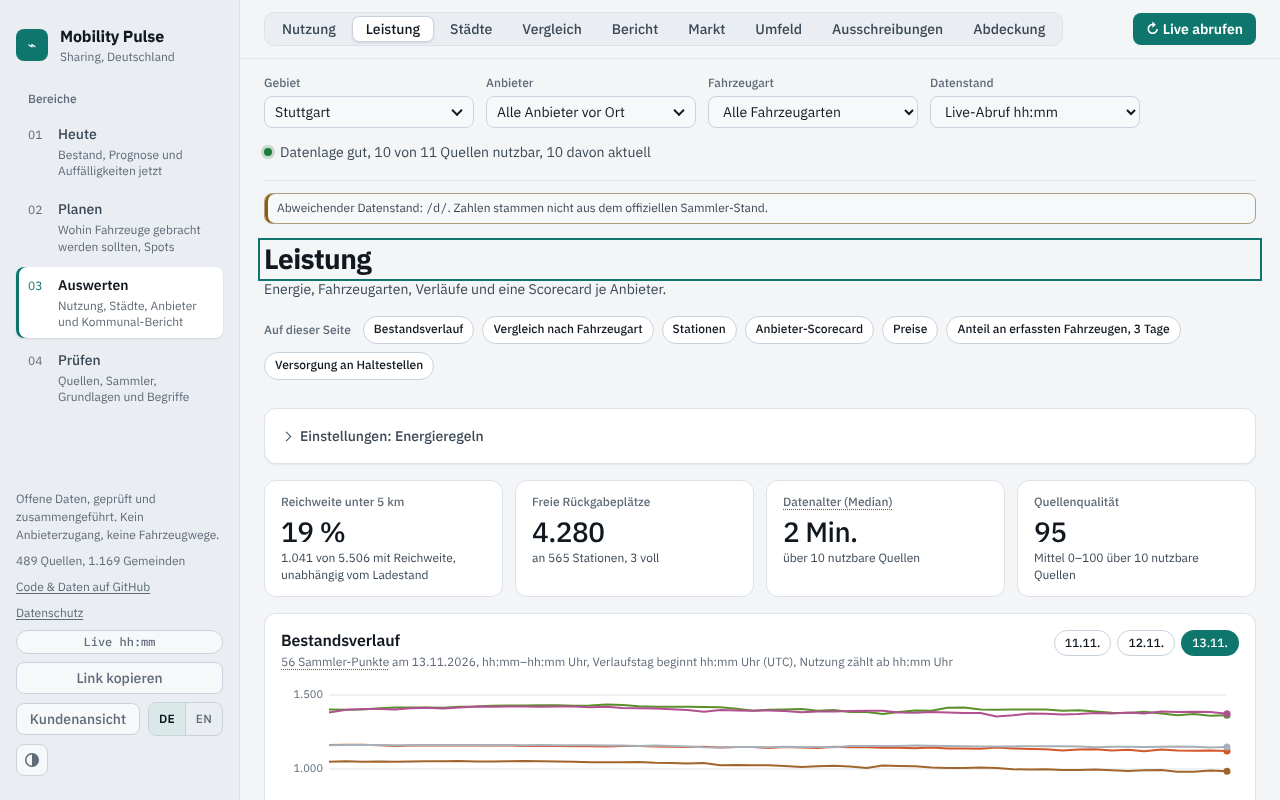 Mobility Pulse
Sharing, Deutschland
Bereiche
01 Heute
Bestand, Prognose und
Auffälligkeiten jetzt
02 Planen
Wohin Fahrzeuge gebracht
werden sollten, Spots
03 Auswerten
Nutzung, Städte, Anbieter
und Kommunal-Bericht
04 Prüfen
Quellen, Sammler,
Grundlagen und Begriffe
Offene Daten, geprüft und
zusammengeführt. Kein
Anbieterzugang, keine Fahrzeugwege.
489 Quellen, 1.169 Gemeinden
Code & Daten auf GitHub
Datenschutz
Live hh:mm
Link kopieren
Kundenansicht DE EN
Nutzung Leistung Städte Vergleich Bericht Markt Umfeld Ausschreibungen Abdeckung
↻ Live abrufen
Gebiet Anbieter Fahrzeugart Datenstand
Stuttgart Alle Anbieter vor Ort Alle Fahrzeugarten Live-Abruf hh:mm
Datenlage gut, 10 von 11 Quellen nutzbar, 10 davon aktuell
Abweichender Datenstand: /d/. Zahlen stammen nicht aus dem offiziellen Sammler-Stand.
Leistung
Energie, Fahrzeugarten, Verläufe und eine Scorecard je Anbieter.
Auf dieser Seite Bestandsverlauf Vergleich nach Fahrzeugart Stationen Anbieter-Scorecard Preise Anteil an erfassten Fahrzeugen, 3 Tage
Versorgung an Haltestellen
Einstellungen: Energieregeln
Reichweite unter 5 km
19 %
1.041 von 5.506 mit Reichweite,
unabhängig vom Ladestand
Freie Rückgabeplätze
4.280
an 565 Stationen, 3 voll
Datenalter (Median)
2 Min.
über 10 nutzbare Quellen
Quellenqualität
95
Mittel 0–100 über 10 nutzbare
Quellen
Bestandsverlauf
11.11. 12.11. 13.11.
56 Sammler-Punkte am 13.11.2026, hh:mm–hh:mm Uhr, Verlaufstag beginnt hh:mm Uhr (UTC), Nutzung zählt ab hh:mm Uhr
1.500
1.000